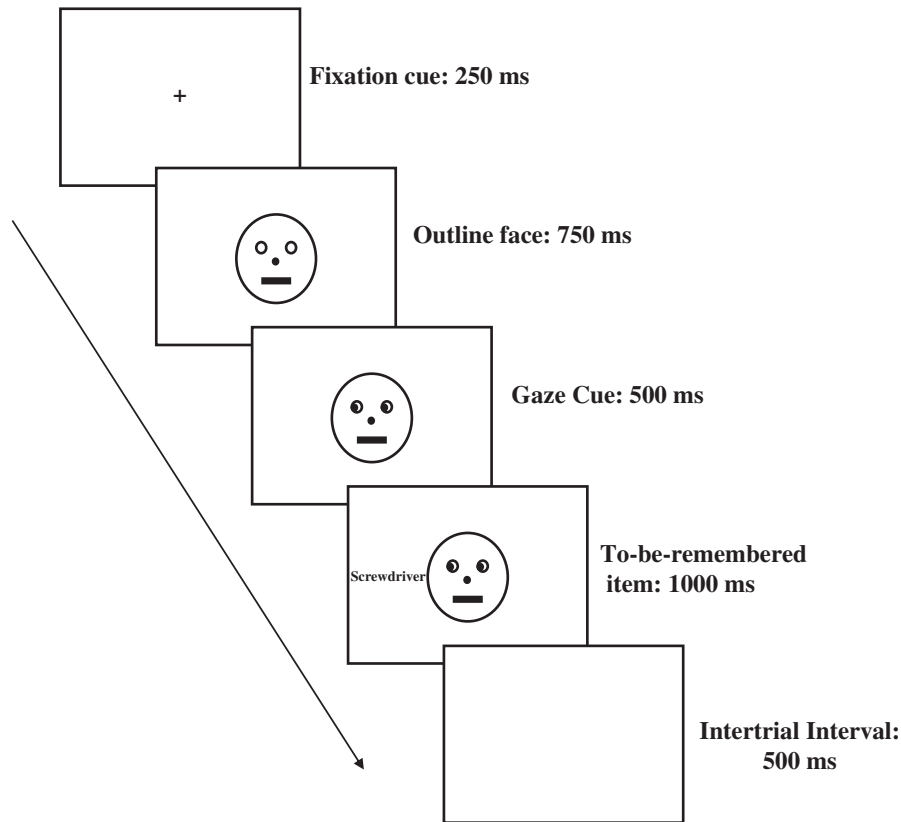 +
Fixation cue: 250 ms
Outline face: 750 ms
Gaze Cue: 500 ms
Screwdriver
To-be-remembered
item: 1000 ms
Intertrial Interval:
500 ms